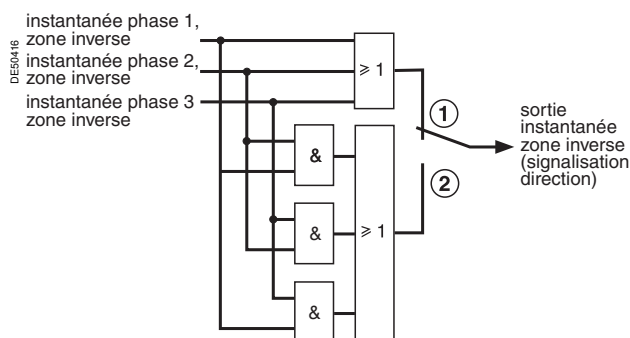 DE50416
instantanée phase 1,
zone inverse
instantanée phase 2,
zone inverse
instantanée phase 3
zone inverse
≥ 1
1
sortie
instantanée
zone inverse
(signalisation
direction)
&
2
&
≥ 1
&